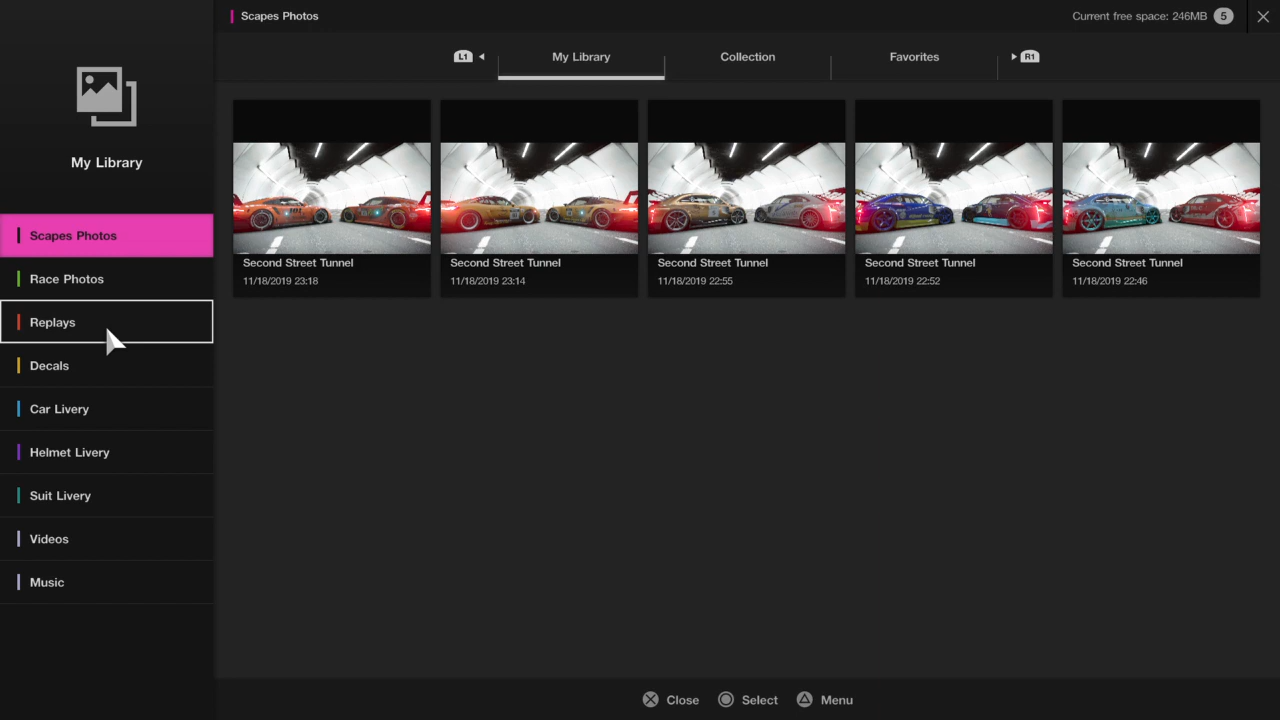 Scapes Photos
Current free space: 246MB 5
My Library
L1 My Library Collection Favorites R1
Scapes Photos
Race Photos
Replays
Decals
Car Livery
Helmet Livery
Suit Livery
Videos
Music
Second Street Tunnel
11/18/2019 23:18
Second Street Tunnel
11/18/2019 23:14
Second Street Tunnel
11/18/2019 22:55
Second Street Tunnel
11/18/2019 22:52
Second Street Tunnel
11/18/2019 22:46
Close Select Menu